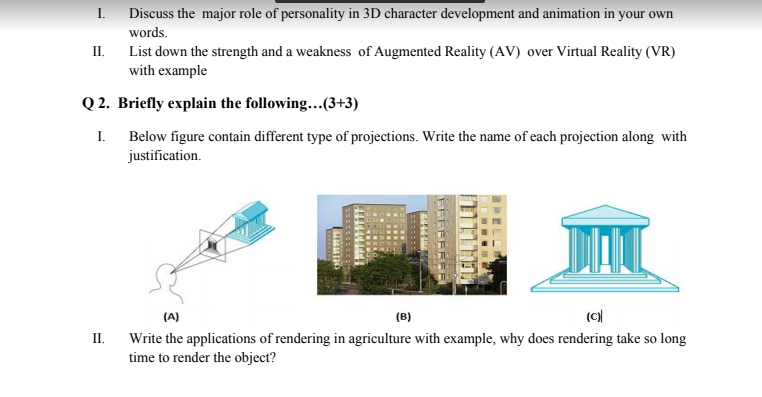 I. Discuss the major role of personality in 3D character development and animation in your own
words.
II. List down the strength and a weakness of Augmented Reality (AV) over Virtual Reality (VR)
with example
Q 2. Briefly explain the following…(3+3)
I. Below figure contain different type of projections. Write the name of each projection along with
justification.
(A) (B) (C)
II. Write the applications of rendering in agriculture with example, why does rendering take so long
time to render the object?